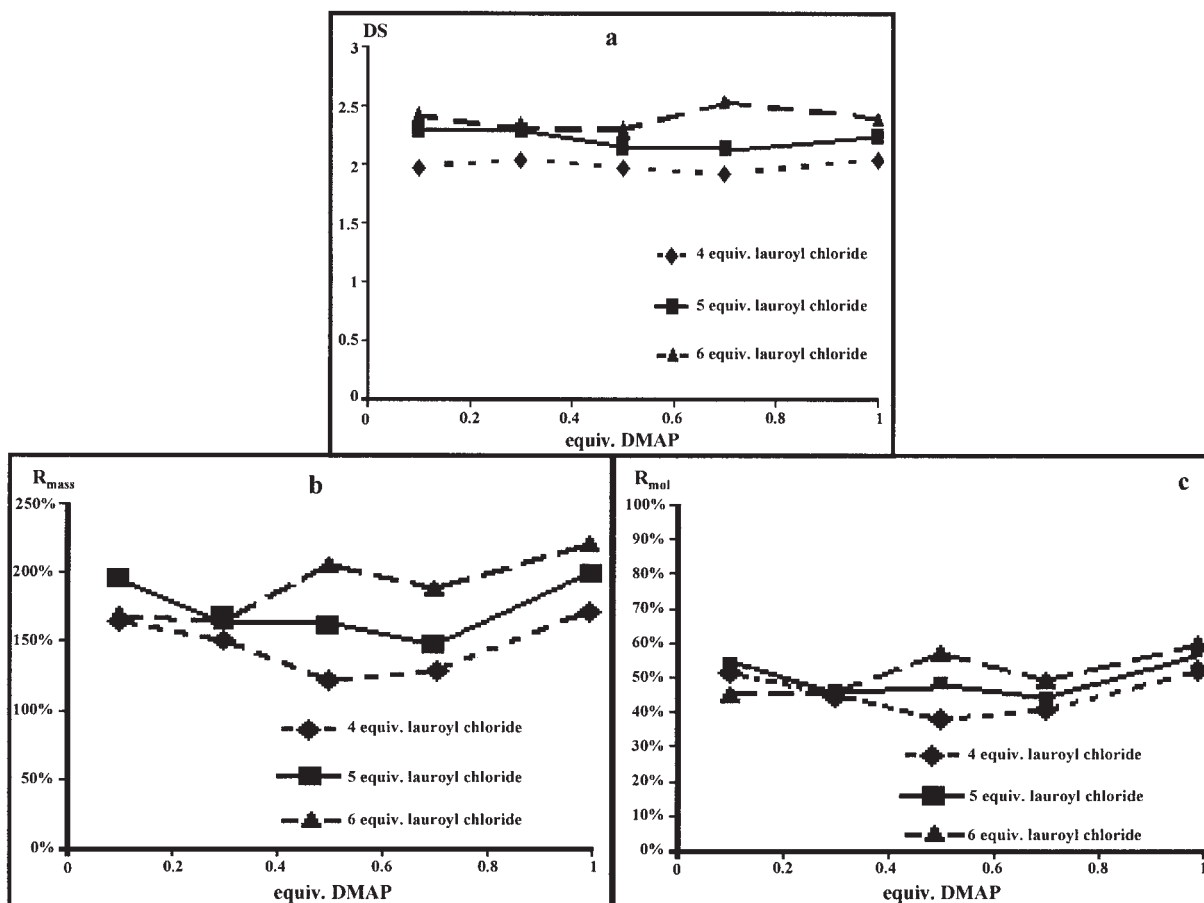 DS
a
3
2.5
2
1.5
1
0.5
0
4 equiv. lauroyl chloride
5 equiv. lauroyl chloride
6 equiv. lauroyl chloride
0 0.2 0.4 0.6 0.8 1
equiv. DMAP
Rmass
b
250%
200%
150%
100%
50%
0%
4 equiv. lauroyl chloride
5 equiv. lauroyl chloride
6 equiv. lauroyl chloride
0 0.2 0.4 0.6 0.8 1
equiv. DMAP
Rmol
c
100%
90%
80%
70%
60%
50%
40%
30%
20%
10%
0%
4 equiv. lauroyl chloride
5 equiv. lauroyl chloride
6 equiv. lauroyl chloride
0 0.2 0.4 0.6 0.8 1
equiv. DMAP